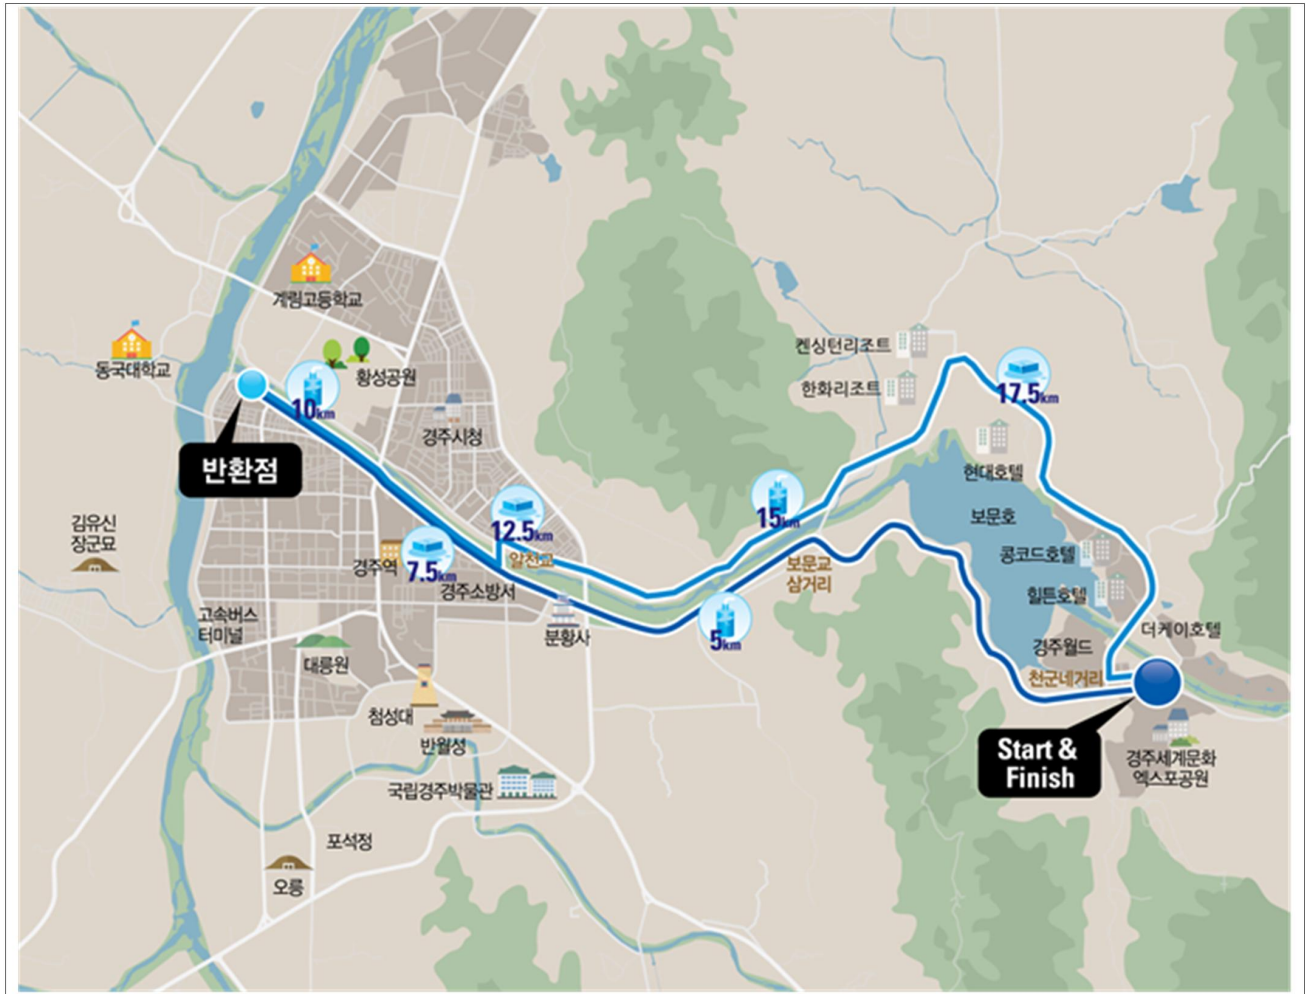 계림고등학교
동국대학교
황성공원
10km
경주시청
반환점
켄싱턴리조트
한화리조트
17.5km
현대호텔
보문호
15km
12.5km
알천교
7.5km
경주역
경주소방서
김유신
장군묘
보문교
삼거리
콩코드호텔
힐튼호텔
고속버스
터미널
분황사
5km
더케이호텔
경주월드
천군네거리
대릉원
첨성대
반월성
Start &
Finish
경주세계문화
엑스포공원
국립경주박물관
포석정
오릉